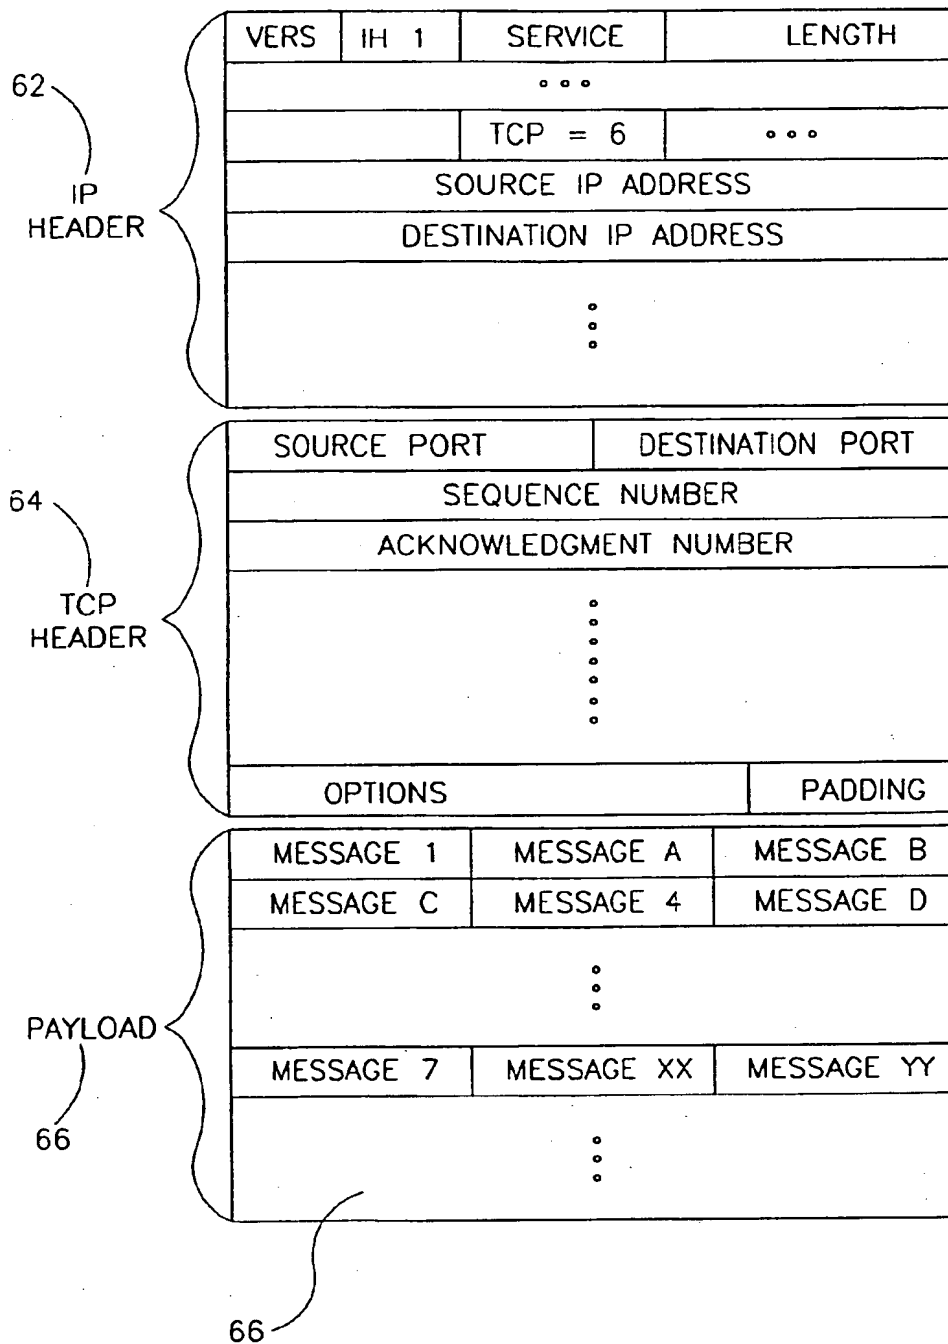 VERS IH 1 SERVICE LENGTH
62
TCP = 6
IP
HEADER
SOURCE IP ADDRESS
DESTINATION IP ADDRESS
SOURCE PORT DESTINATION PORT
64
SEQUENCE NUMBER
ACKNOWLEDGMENT NUMBER
TCP
HEADER
OPTIONS PADDING
MESSAGE 1 MESSAGE A MESSAGE B
MESSAGE C MESSAGE 4 MESSAGE D
PAYLOAD
MESSAGE 7 MESSAGE XX MESSAGE YY
66
66